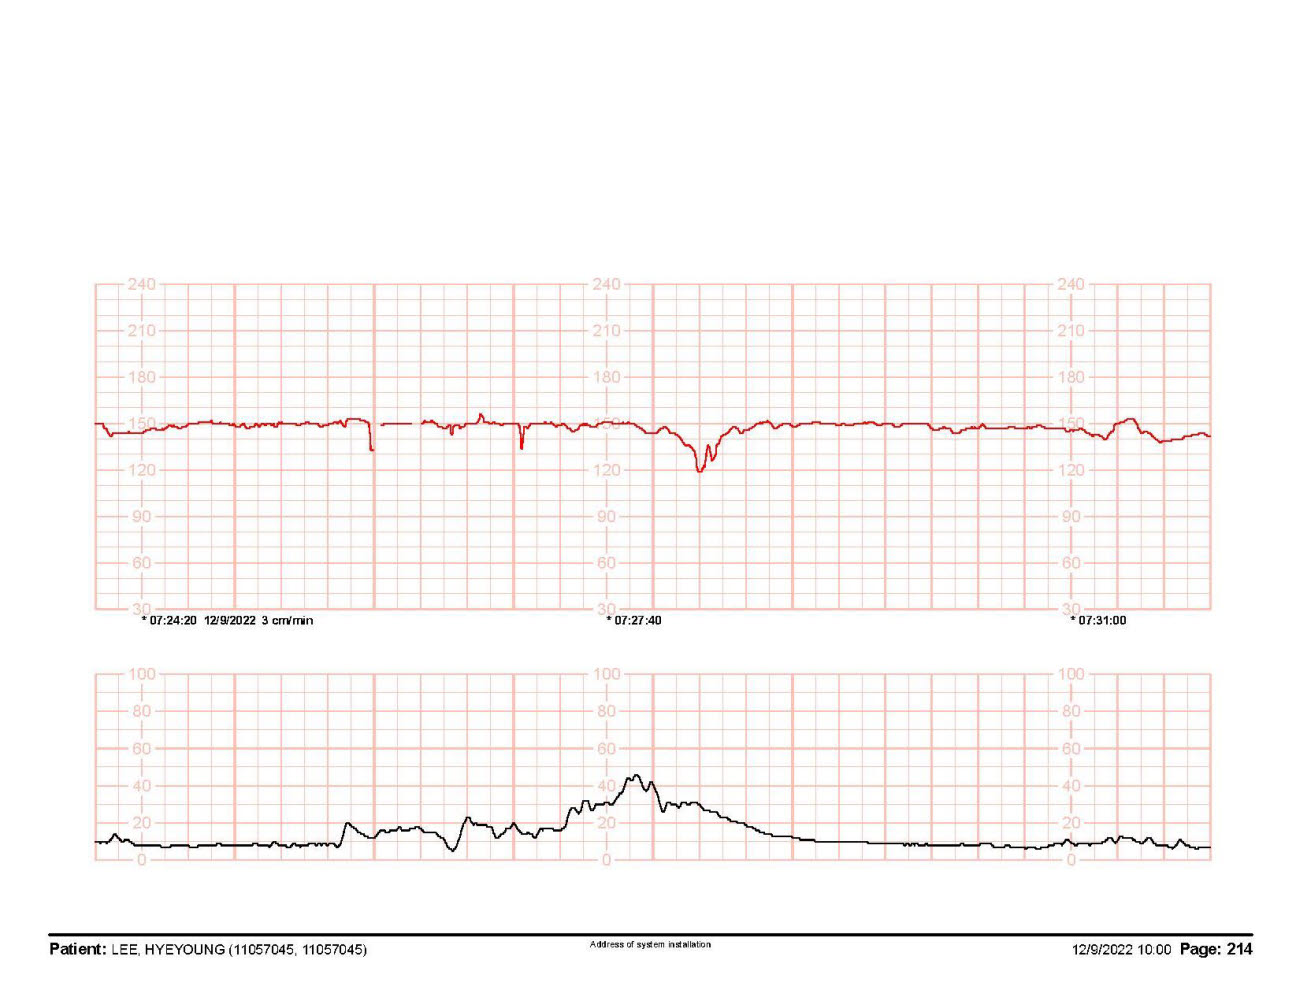 240 240 240
210 210 210
180 180 180
150 150 150
120 120 120
90 90 90
60 60 60
30 30 30
* 07:24:20 12/9/2022 3 cm/min * 07:27:40 * 07:31:00
100 100 100
80 80 80
60 60 60
40 40 40
20 20 20
0 0 0
Patient: LEE, HYEYOUNG (11057045, 11057045) Address of system installation 12/9/2022 10:00 Page: 214